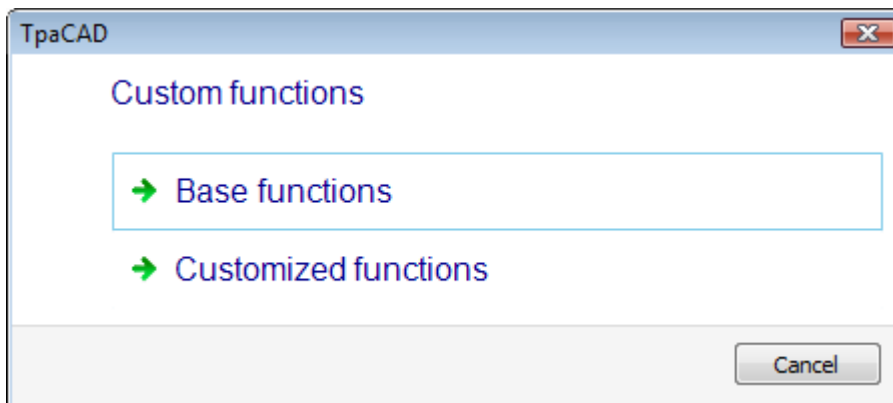 TpaCAD
Custom functions
Base functions
Customized functions
Cancel